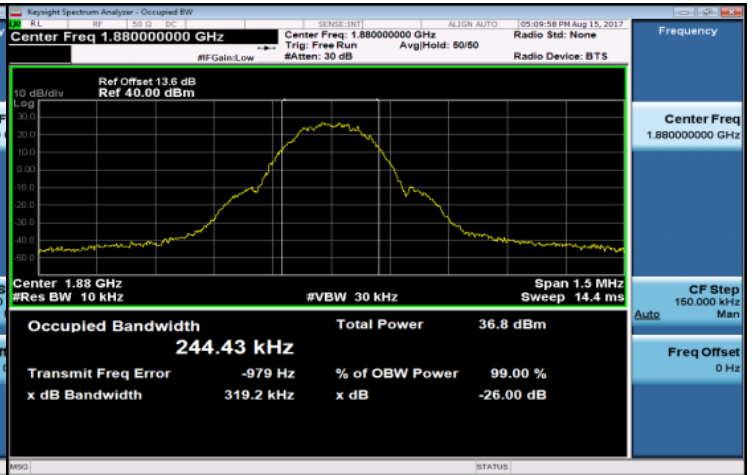 Keysight Spectrum Analyzer - Occupied BW
RL RF 50 Ω DC SENSE:INT ALIGN AUTO 05:09:58 PM Aug 15, 2017
Center Freq 1.880000000 GHz
Center Freq: 1.880000000 GHz
Radio Std: None
Trig: Free Run Avg|Hold: 50/50
#IFGain:Low #Atten: 30 dB Radio Device: BTS
Ref Offset 13.6 dB
10 dB/div Ref 40.00 dBm
Log
30.0
20.0
10.0
0.00
-10.0
-20.0
-30.0
-40.0
-50.0
Center 1.88 GHz Span 1.5 MHz
#Res BW 10 kHz #VBW 30 kHz Sweep 14.4 ms
Occupied Bandwidth Total Power 36.8 dBm
244.43 kHz
Transmit Freq Error -979 Hz % of OBW Power 99.00 %
x dB Bandwidth 319.2 kHz x dB -26.00 dB
MSG STATUS
Frequency
Center Freq
1.880000000 GHz
CF Step
150.000 kHz
Auto Man
Freq Offset
0 Hz